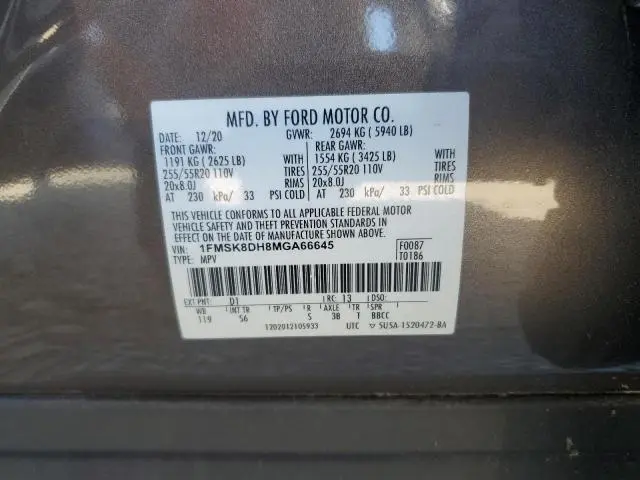 MFD. BY FORD MOTOR CO.
DATE: 12/20 GVWR: 2694 KG ( 5940 LB)
FRONT GAWR: REAR GAWR:
1191 KG ( 2625 LB) WITH 1554 KG ( 3425 LB) WITH
255/55R20 110V TIRES 255/55R20 110V TIRES
20x8.0J RIMS 20x8.0J RIMS
AT 230 kPa/ 33 PSI COLD AT 230 kPa/ 33 PSI COLD
THIS VEHICLE CONFORMS TO ALL APPLICABLE FEDERAL MOTOR
VEHICLE SAFETY AND THEFT PREVENTION STANDARDS IN
EFFECT ON THE DATE OF MANUFACTURE SHOWN ABOVE.
VIN: 1FMSK8DH8MGA66645 F0087
TYPE: MPV T0186
EXT PNT: D1 RC: 13 DSO:
WB INT TR TP/PS R AXLE TR SPR
119 S6 S 3B T BBCC
1202012105933 UTC 5U5A-1520472-BA